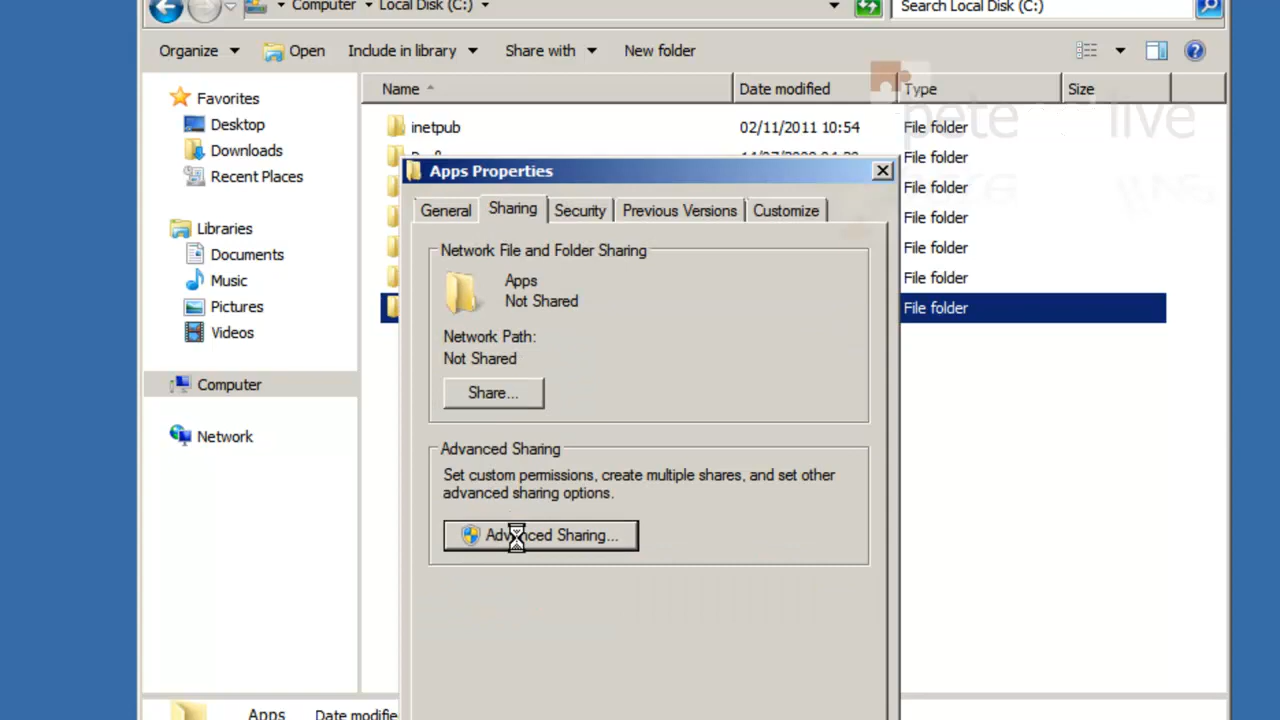 Computer Local Disk (C:) Search Local Disk (C:)
Organize Open Include in library Share with New folder
Name Date modified Type Size
Favorites
Desktop
Downloads
Recent Places
Libraries
Documents
Music
Pictures
Videos
Computer
Network
inetpub 02/11/2011 10:54 File folder
File folder
File folder
File folder
File folder
File folder
File folder
pete live
Apps Properties
General Sharing Security Previous Versions Customize
Network File and Folder Sharing
Apps
Not Shared
Network Path:
Not Shared
Share...
Advanced Sharing
Set custom permissions, create multiple shares, and set other
advanced sharing options.
Advanced Sharing...
Apps Date modifie